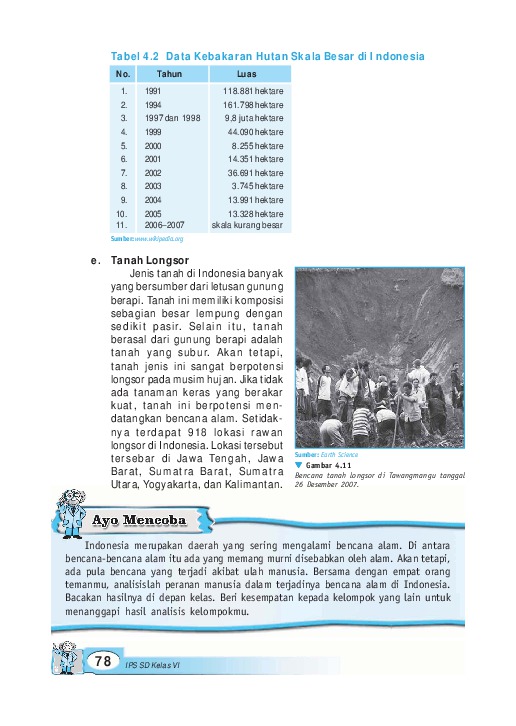 Tabel 4.2 Data Kebakaran Hutan Skala Besar di Indonesia
No. Tahun Luas
1. 1991 118.881 hektare
2. 1994 161.798 hektare
3. 1997 dan 1998 9,8 juta hektare
4. 1999 44.090 hektare
5. 2000 8.255 hektare
6. 2001 14.351 hektare
7. 2002 36.691 hektare
8. 2003 3.745 hektare
9. 2004 13.991 hektare
10. 2005 13.328 hektare
11. 2006–2007 skala kurang besar
Sumber: www.wikipedia.org
e. Tanah Longsor
Jenis tanah di Indonesia banyak
yang bersumber dari letusan gunung
berapi. Tanah ini memiliki komposisi
sebagian besar lempung dengan
sedikit pasir. Selain itu, tanah
berasal dari gunung berapi adalah
tanah yang subur. Akan tetapi,
tanah jenis ini sangat berpotensi
longsor pada musim hujan. Jika tidak
ada tanaman keras yang berakar
kuat, tanah ini berpotensi men-
datangkan bencana alam. Setidak-
nya terdapat 918 lokasi rawan
longsor di Indonesia. Lokasi tersebut
tersebar di Jawa Tengah, Jawa
Barat, Sumatra Barat, Sumatra
Utara, Yogyakarta, dan Kalimantan.
Sumber: Earth Science
Gambar 4.11
Bencana tanah longsor di Tawangmangu tanggal
26 Desember 2007.
Ayo Mencoba
Indonesia merupakan daerah yang sering mengalami bencana alam. Di antara
bencana-bencana alam itu ada yang memang murni disebabkan oleh alam. Akan tetapi,
ada pula bencana yang terjadi akibat ulah manusia. Bersama dengan empat orang
temanmu, analisislah peranan manusia dalam terjadinya bencana alam di Indonesia.
Bacakan hasilnya di depan kelas. Beri kesempatan kepada kelompok yang lain untuk
menanggapi hasil analisis kelompokmu.
78 IPS SD Kelas VI